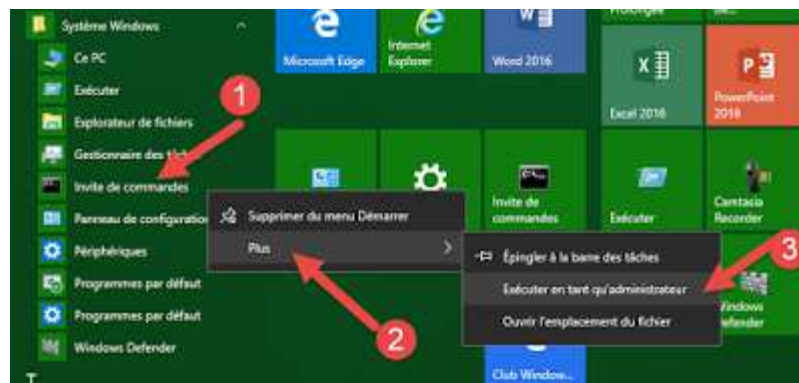 Système Windows
Ce PC
Exécuter
Explorateur de fichiers
Gestionnaire des
Invite de commandes
Panneau de configuration
Périphériques
Programmes par défaut
Programmes par défaut
Windows Defender
T
1
Supprimer du menu Démarrer
Plus
2
Épingler à la barre des tâches
Exécuter en tant qu'administrateur
Ouvrir l'emplacement du fichier
3
Microsoft Edge
Internet
Explorer
Word 2016
Excel 2016
PowerPoint
2016
Invite de
commandes
Exécuter
Camtasia
Recorder
Windows
Defender
Club Window...